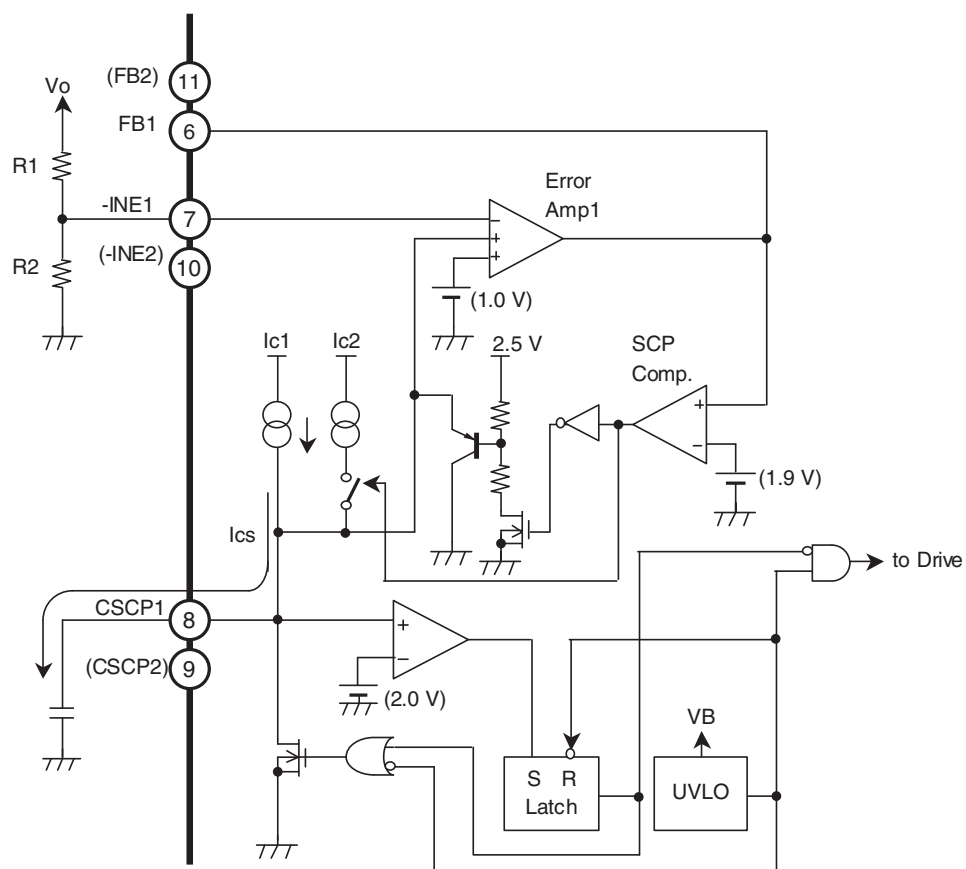 (FB2) 11
Vo
FB1 6
R1
Error
Amp1
-INE1 7
−
+
+
(-INE2) 10
R2
(1.0 V)
Ic1 Ic2 2.5 V SCP
Comp.
+
−
(1.9 V)
Ics
to Drive
CSCP1 8
+
−
(CSCP2) 9
(2.0 V)
VB
S R
Latch
UVLO